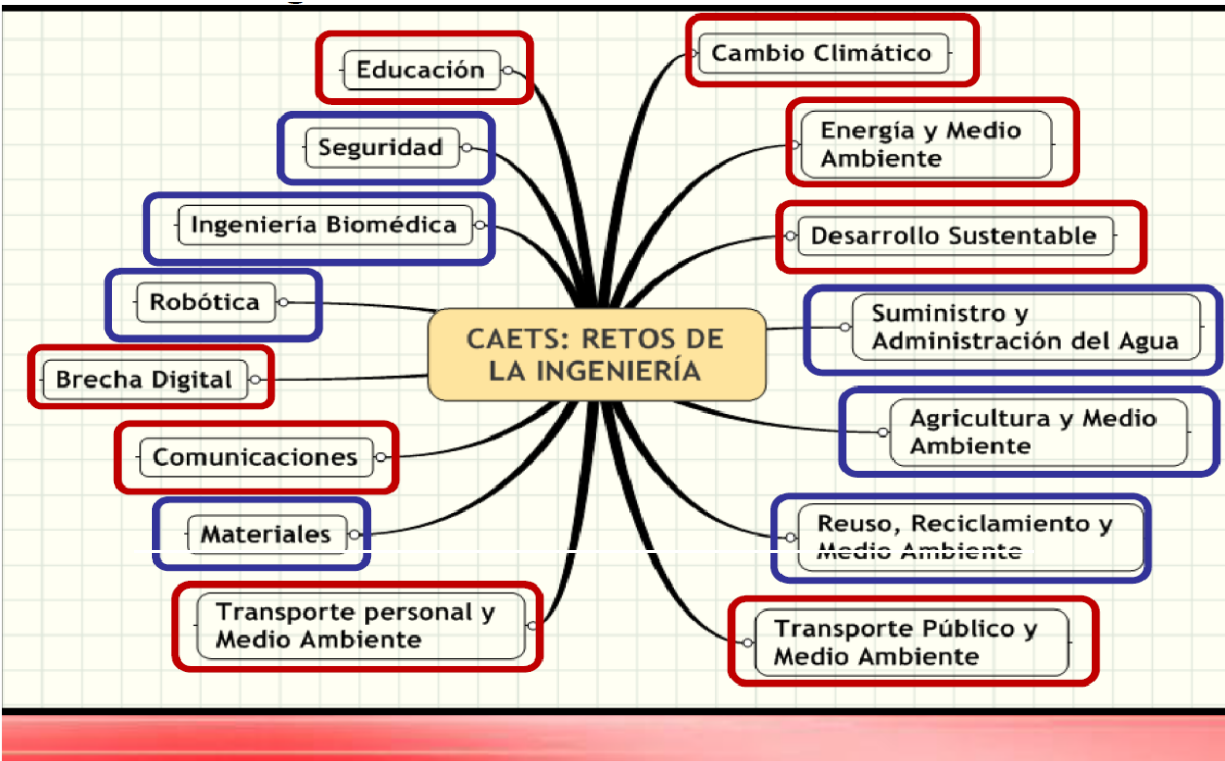 Educación
Seguridad
Ingeniería Biomédica
Robótica
Brecha Digital
Comunicaciones
Materiales
Transporte personal y
Medio Ambiente
CAETS: RETOS DE
LA INGENIERÍA
Cambio Climático
Energía y Medio
Ambiente
Desarrollo Sustentable
Suministro y
Administración del Agua
Agricultura y Medio
Ambiente
Reuso, Reciclamiento y
Medio Ambiente
Transporte Público y
Medio Ambiente